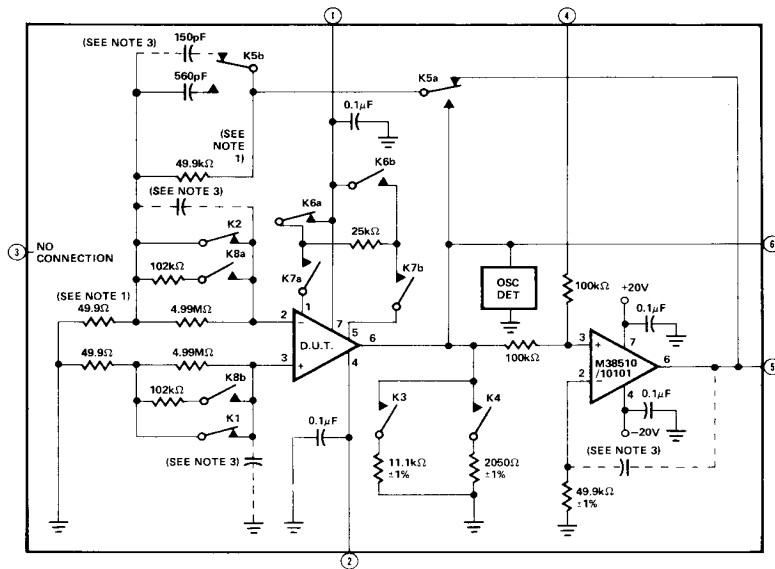 1
4
(SEE NOTE 3)
150pF
K5b
560pF
K5a
0.1µF
(SEE
NOTE
1)
49.9kΩ
(SEE NOTE 3)
K6b
K6a
K2
25kΩ
3
NO
CONNECTION
K8a
102kΩ
K7a
K7b
OSC
DET
6
100kΩ
+20V
0.1µF
(SEE NOTE 1)
49.9Ω
4.99MΩ
2
1
7
5
D.U.T.
6
4
3
100kΩ
3
7
M38510
/10101
6
2
4
5
49.9Ω
4.99MΩ
102kΩ
K8b
K1
0.1µF
K3
K4
0.1µF
−20V
(SEE NOTE 3)
(SEE NOTE 3)
11.1kΩ
±1%
2050Ω
±1%
49.9kΩ
±1%
2
+
−
+
−